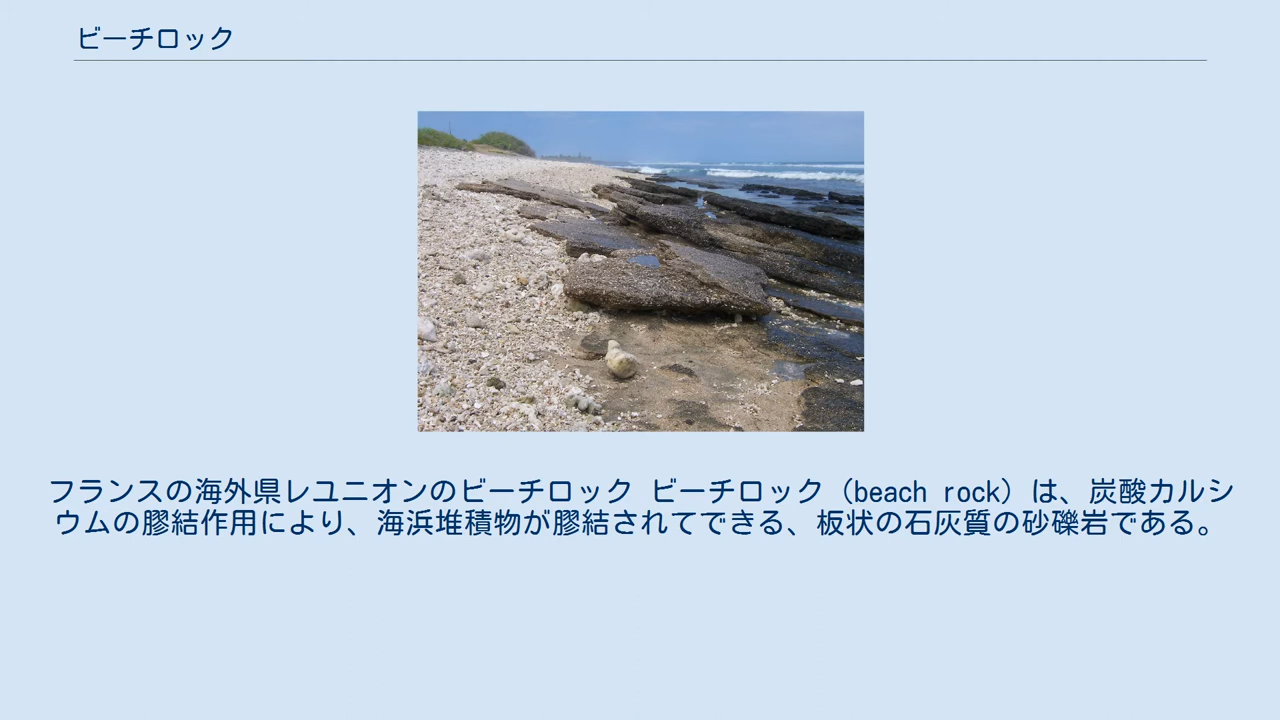 ビーチロック
フランスの海外県レユニオンのビーチロック ビーチロック（beach rock）は、炭酸カルシ
ウムの膠結作用により、海浜堆積物が膠結されてできる、板状の石灰質の砂礫岩である。